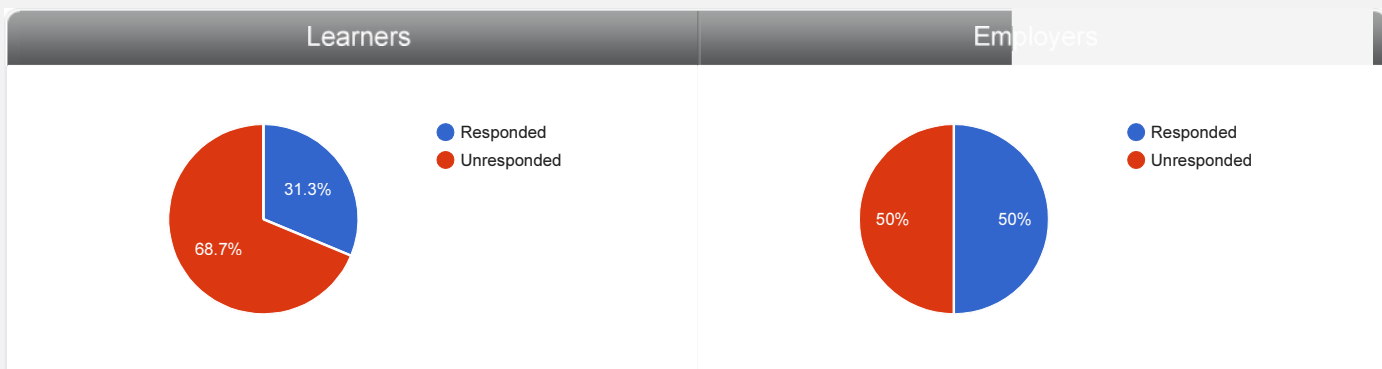 Learners
Employers
Responded
Unresponded
31.3%
68.7%
Responded
Unresponded
50%
50%